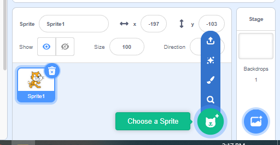 Sprite Sprite1 x -197 y -103
Show Size 100 Direction
Sprite1
Choose a Sprite
Stage
Backdrops
1